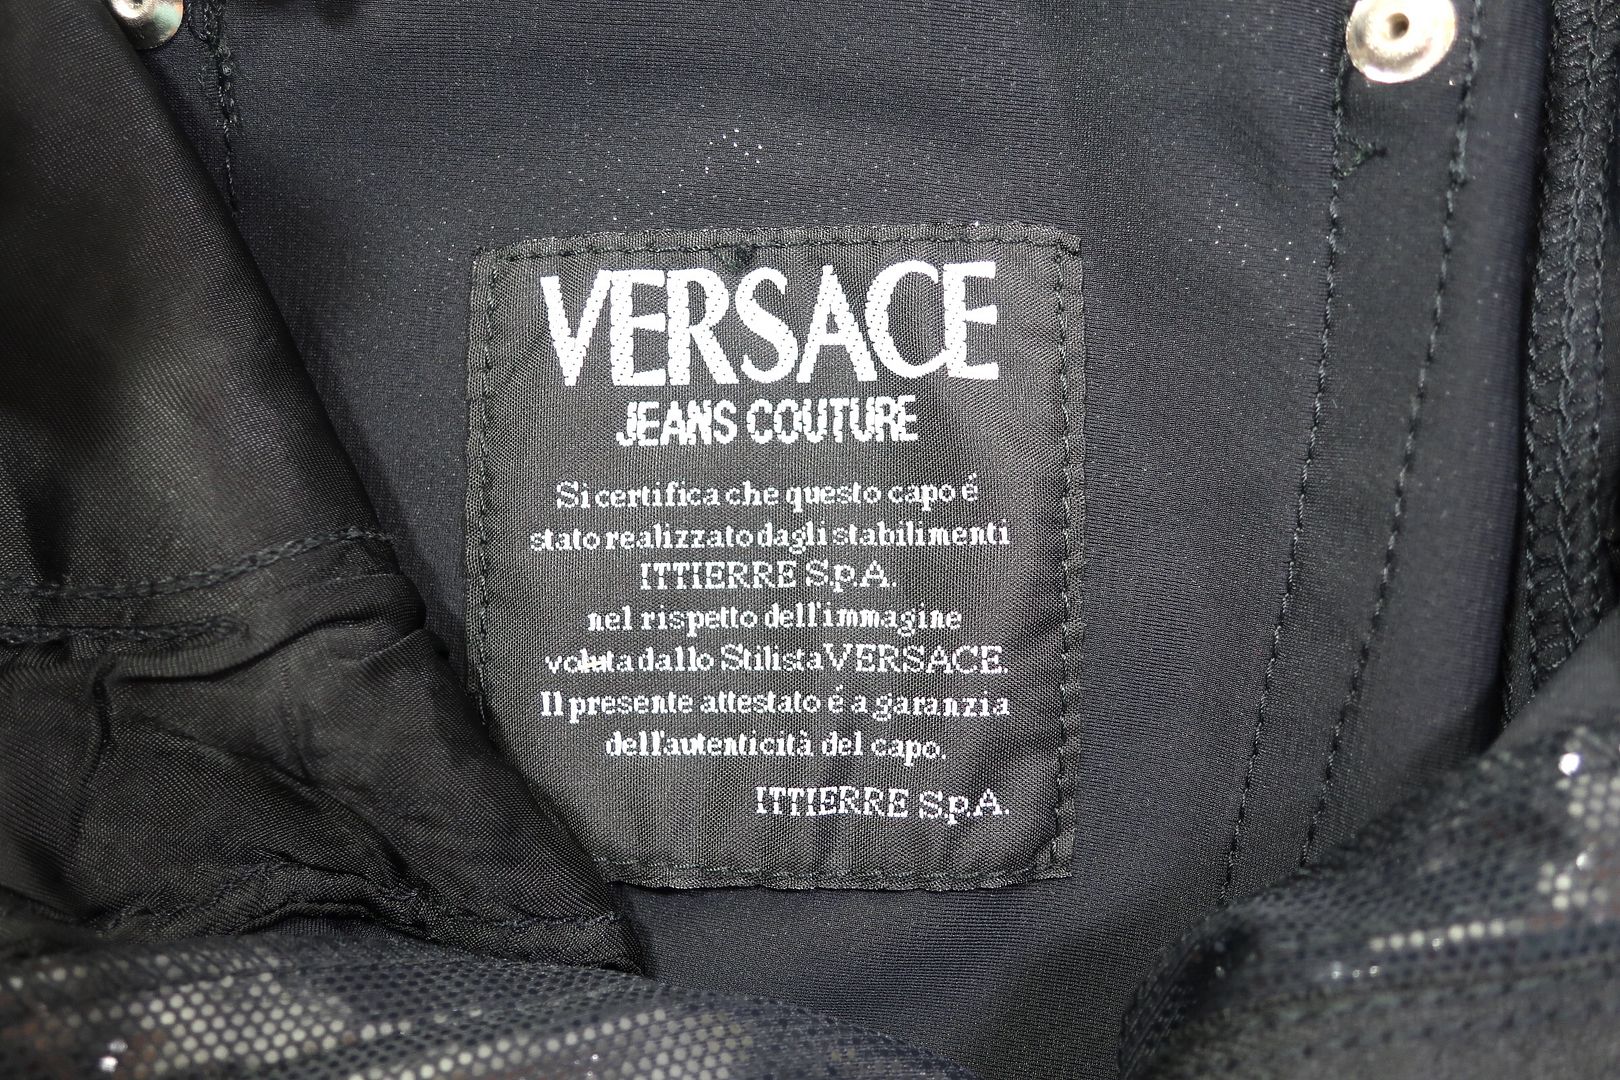 VERSACE
JEANS COUTURE
Si certifica che questo capo é
stato realizzato dagli stabilimenti
ITTIERRE S.p.A.
nel rispetto dell'immagine
voluta dallo Stilista VERSACE.
Il presente attestato é a garanzia
dell'autenticità del capo.
ITTIERRE S.p.A.